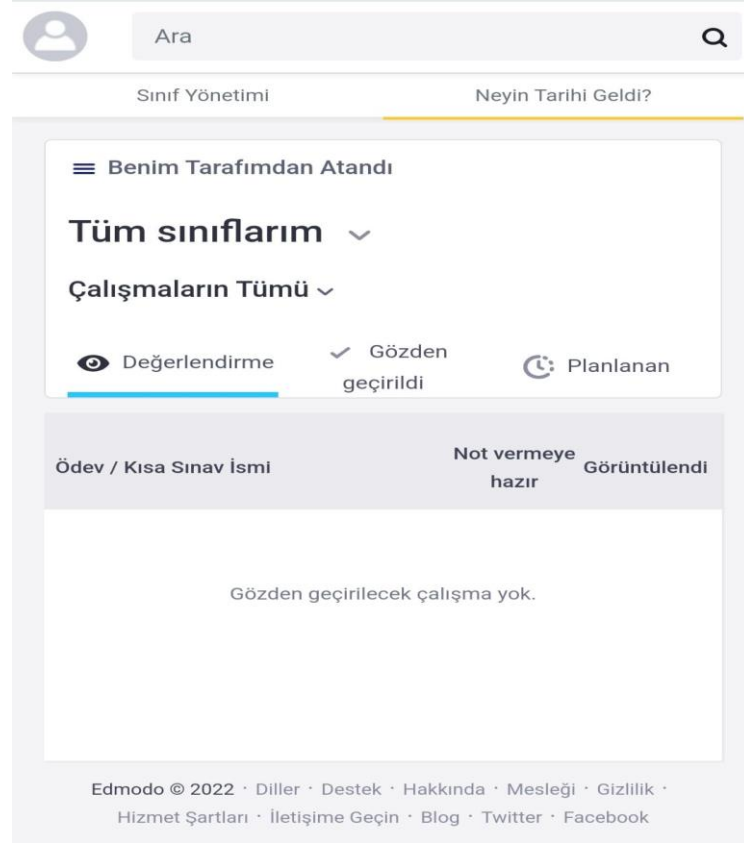 Ara
Sınıf Yönetimi
Neyin Tarihi Geldi?
Benim Tarafımdan Atandı
Tüm sınıflarım
Çalışmaların Tümü
Değerlendirme
Gözden
geçirildi
Planlanan
Ödev / Kısa Sınav İsmi
Not vermeye
hazır
Görüntülendi
Gözden geçirilecek çalışma yok.
Edmodo © 2022 · Diller · Destek · Hakkında · Mesleği · Gizlilik ·
Hizmet Şartları · İletişime Geçin · Blog · Twitter · Facebook